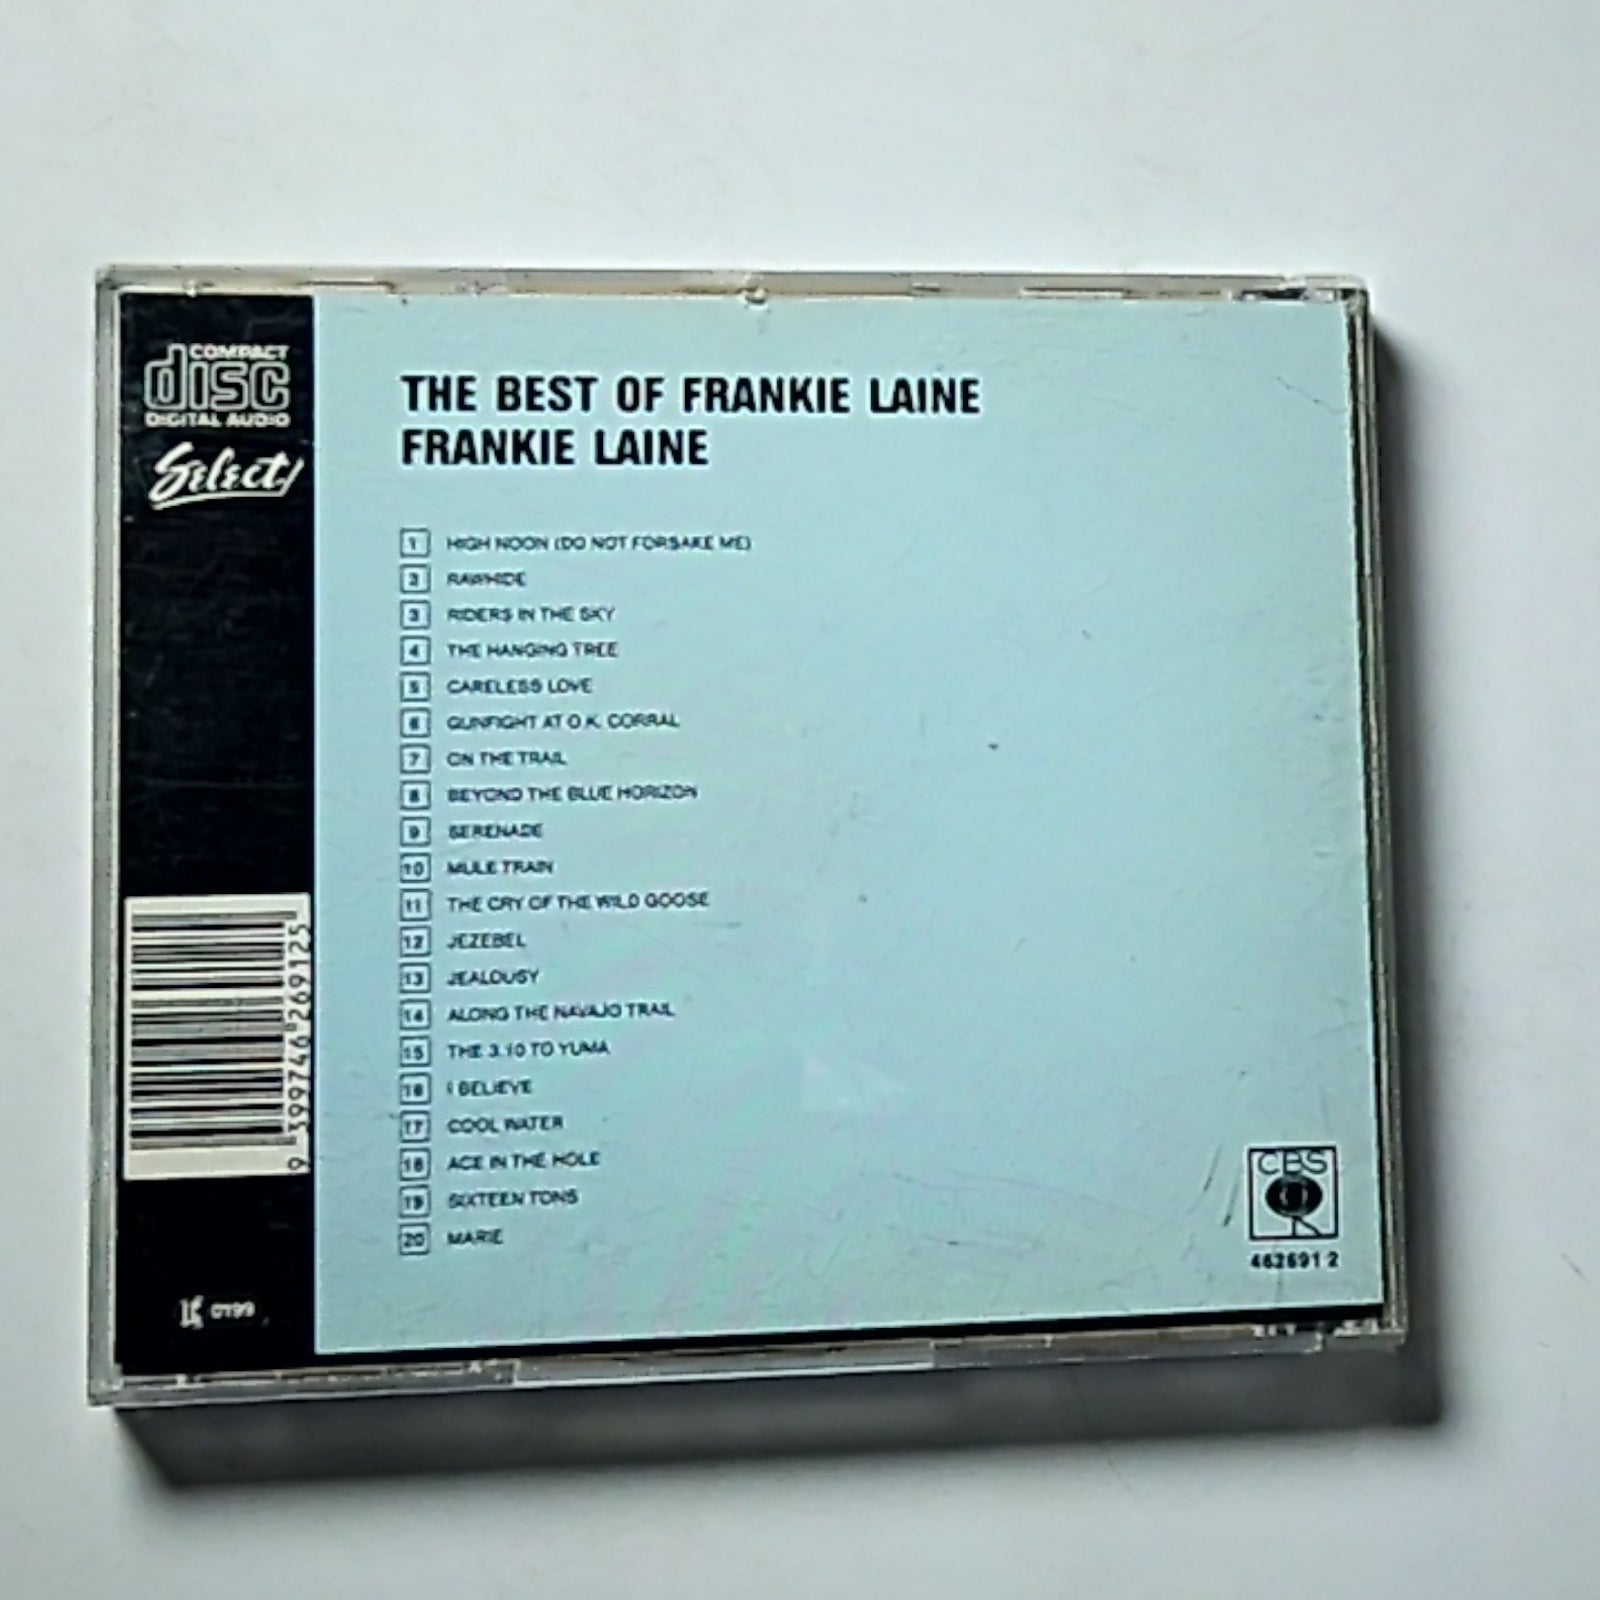 COMPACT
disc
DIGITAL AUDIO
Select
THE BEST OF FRANKIE LAINE
FRANKIE LAINE
1 HIGH NOON (DO NOT FORSAKE ME)
2 RAWHIDE
3 RIDERS IN THE SKY
4 THE HANGING TREE
5 CARELESS LOVE
6 GUNFIGHT AT O.K. CORRAL
7 ON THE TRAIL
8 BEYOND THE BLUE HORIZON
9 SERENADE
10 MULE TRAIN
11 THE CRY OF THE WILD GOOSE
12 JEZEBEL
13 JEALOUSY
14 ALONG THE NAVAJO TRAIL
15 THE 3.10 TO YUMA
16 I BELIEVE
17 COOL WATER
18 ACE IN THE HOLE
19 SIXTEEN TONS
20 MARIE
9 399746 269125
0199
CBS
462691 2